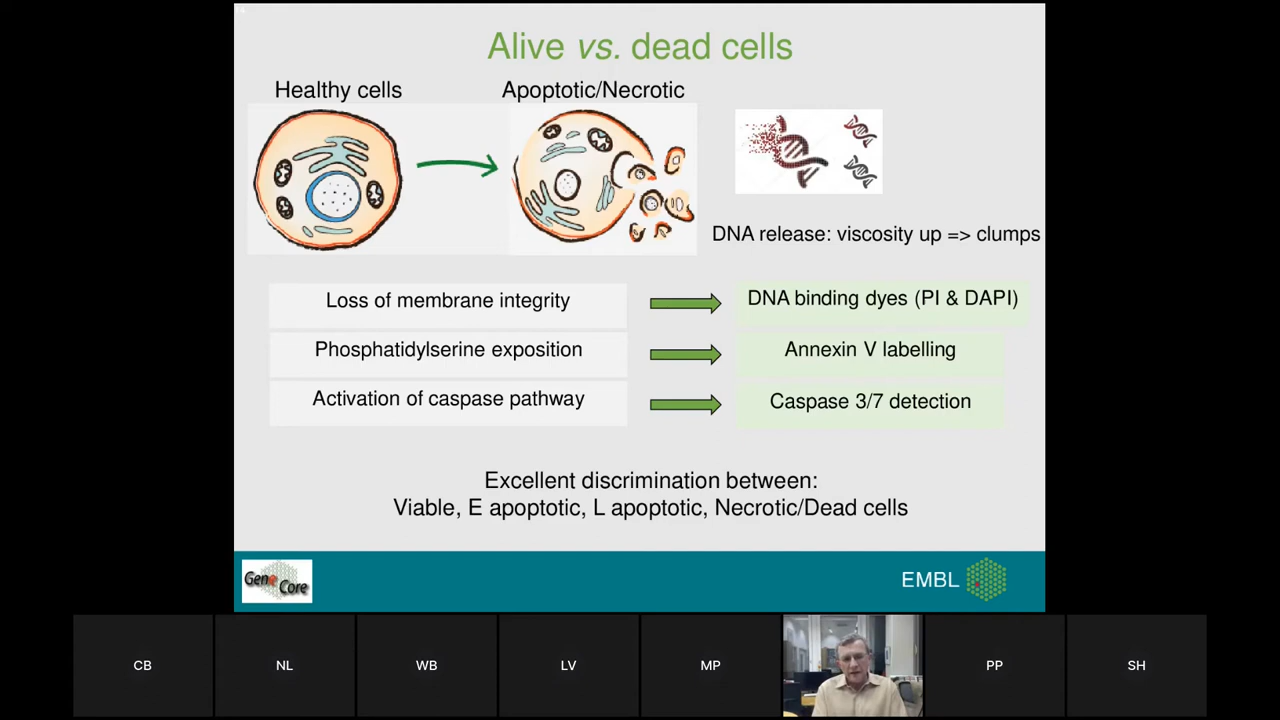 Alive vs. dead cells
Healthy cells
Apoptotic/Necrotic
DNA release: viscosity up => clumps
Loss of membrane integrity
DNA binding dyes (PI & DAPI)
Phosphatidylserine exposition
Annexin V labelling
Activation of caspase pathway
Caspase 3/7 detection
Excellent discrimination between:
Viable, E apoptotic, L apoptotic, Necrotic/Dead cells
Gene Core
EMBL
CB
NL
WB
LV
MP
PP
SH